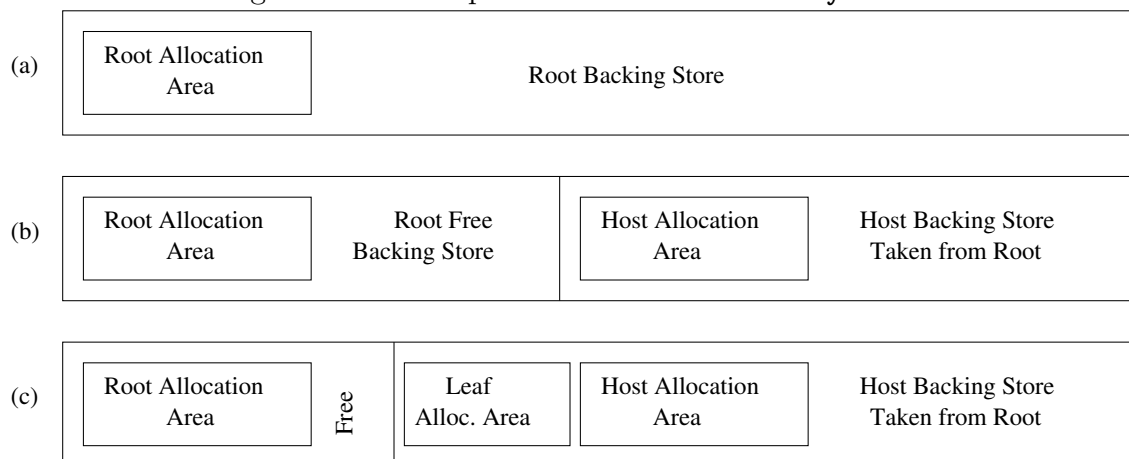 (a)
Root Allocation
Area
Root Backing Store
(b)
Root Allocation
Area
Root Free
Backing Store
Host Allocation
Area
Host Backing Store
Taken from Root
(c)
Root Allocation
Area
Free
Leaf
Alloc. Area
Host Allocation
Area
Host Backing Store
Taken from Root